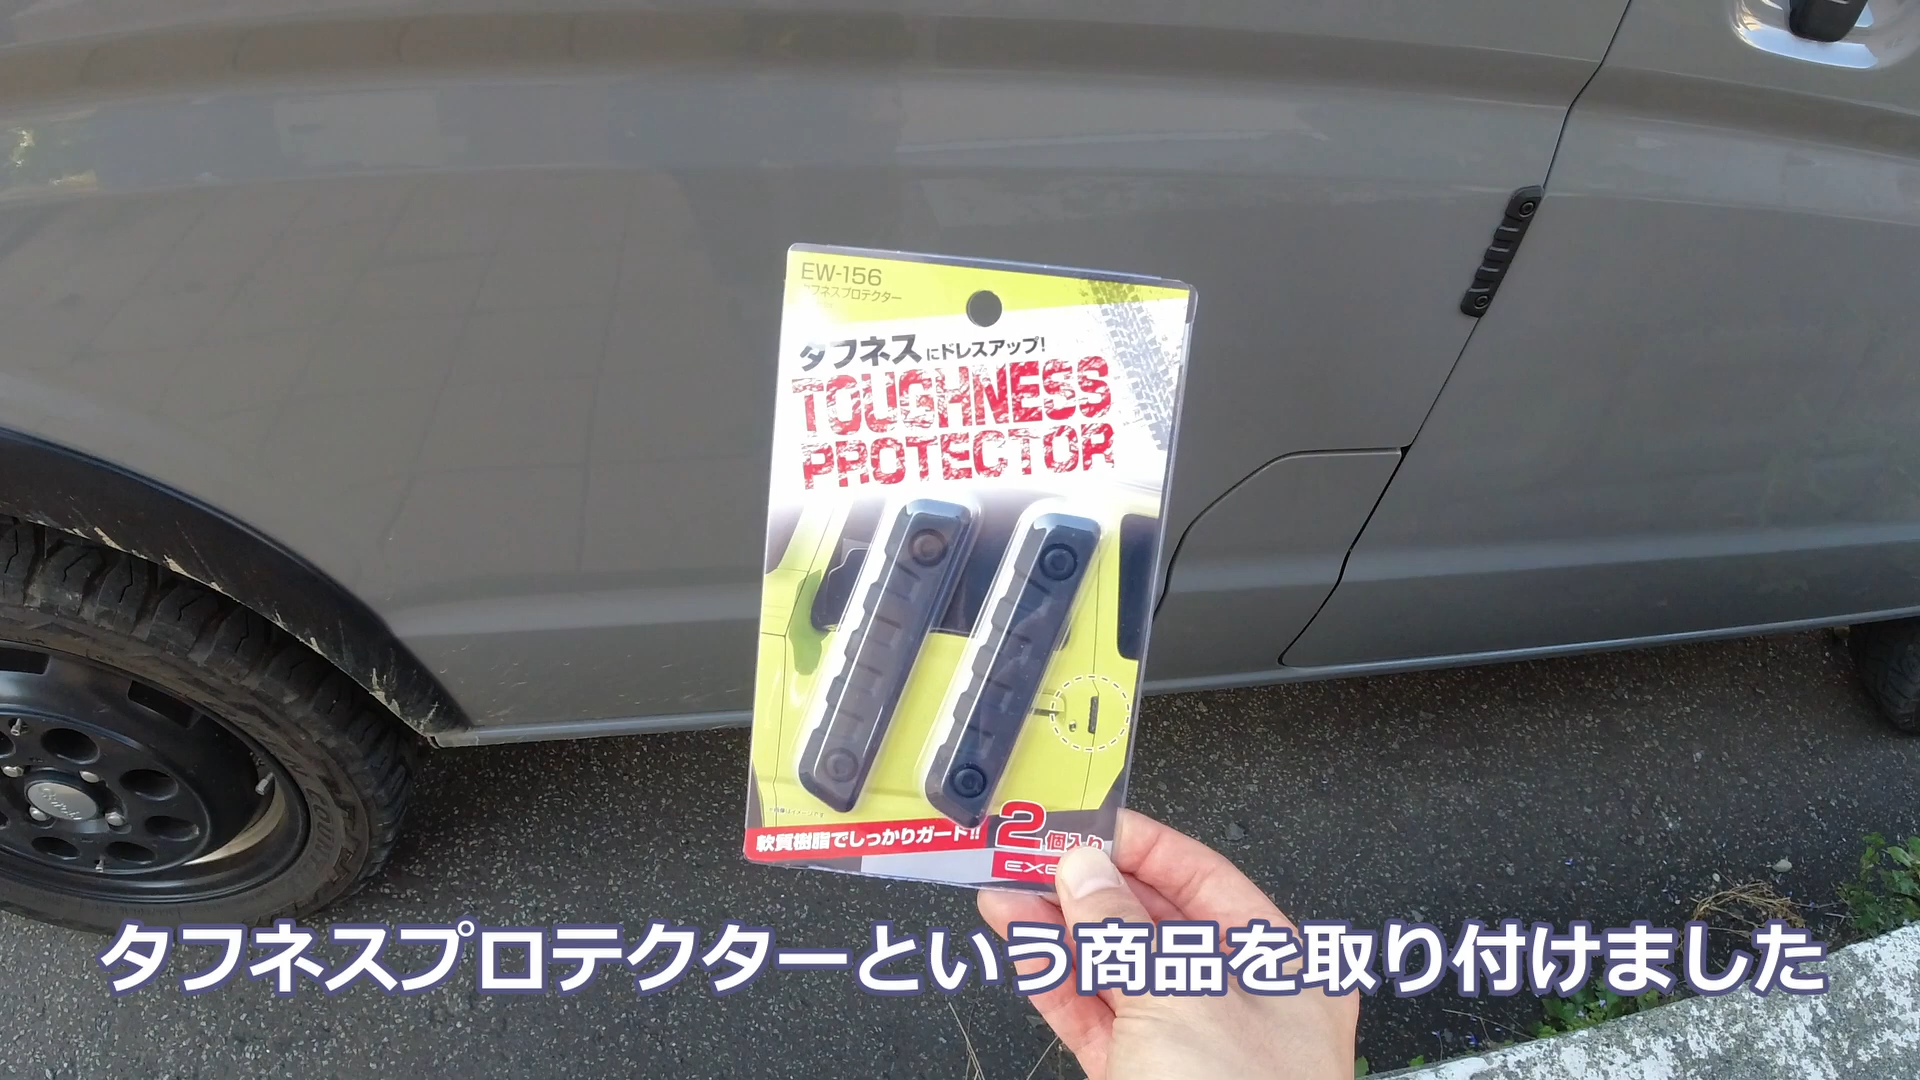 EW-156
タフネスプロテクター
タフネスにドレスアップ!
TOUGHNESS
PROTECTOR
軟質樹脂でしっかりガード!!
2個入り
タフネスプロテクターという商品を取り付けました